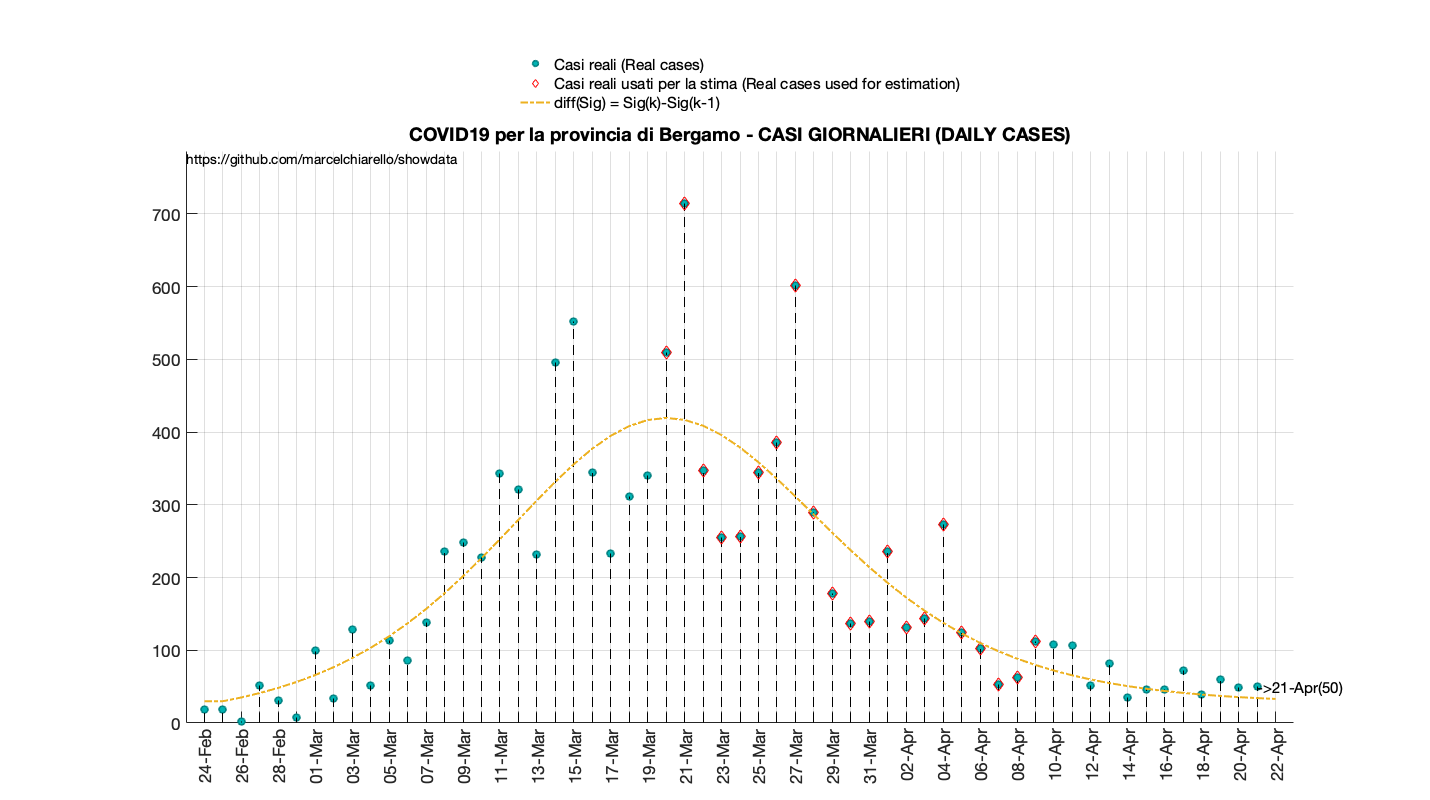 Casi reali (Real cases)
Casi reali usati per la stima (Real cases used for estimation)
diff(Sig) = Sig(k)-Sig(k-1)
COVID19 per la provincia di Bergamo - CASI GIORNALIERI (DAILY CASES)
https://github.com/marcelchiarello/showdata
700
600
500
400
300
200
100
0
->21-Apr(50)
24-Feb
26-Feb
28-Feb
01-Mar
03-Mar
05-Mar
07-Mar
09-Mar
11-Mar
13-Mar
15-Mar
17-Mar
19-Mar
21-Mar
23-Mar
25-Mar
27-Mar
29-Mar
31-Mar
02-Apr
04-Apr
06-Apr
08-Apr
10-Apr
12-Apr
14-Apr
16-Apr
18-Apr
20-Apr
22-Apr